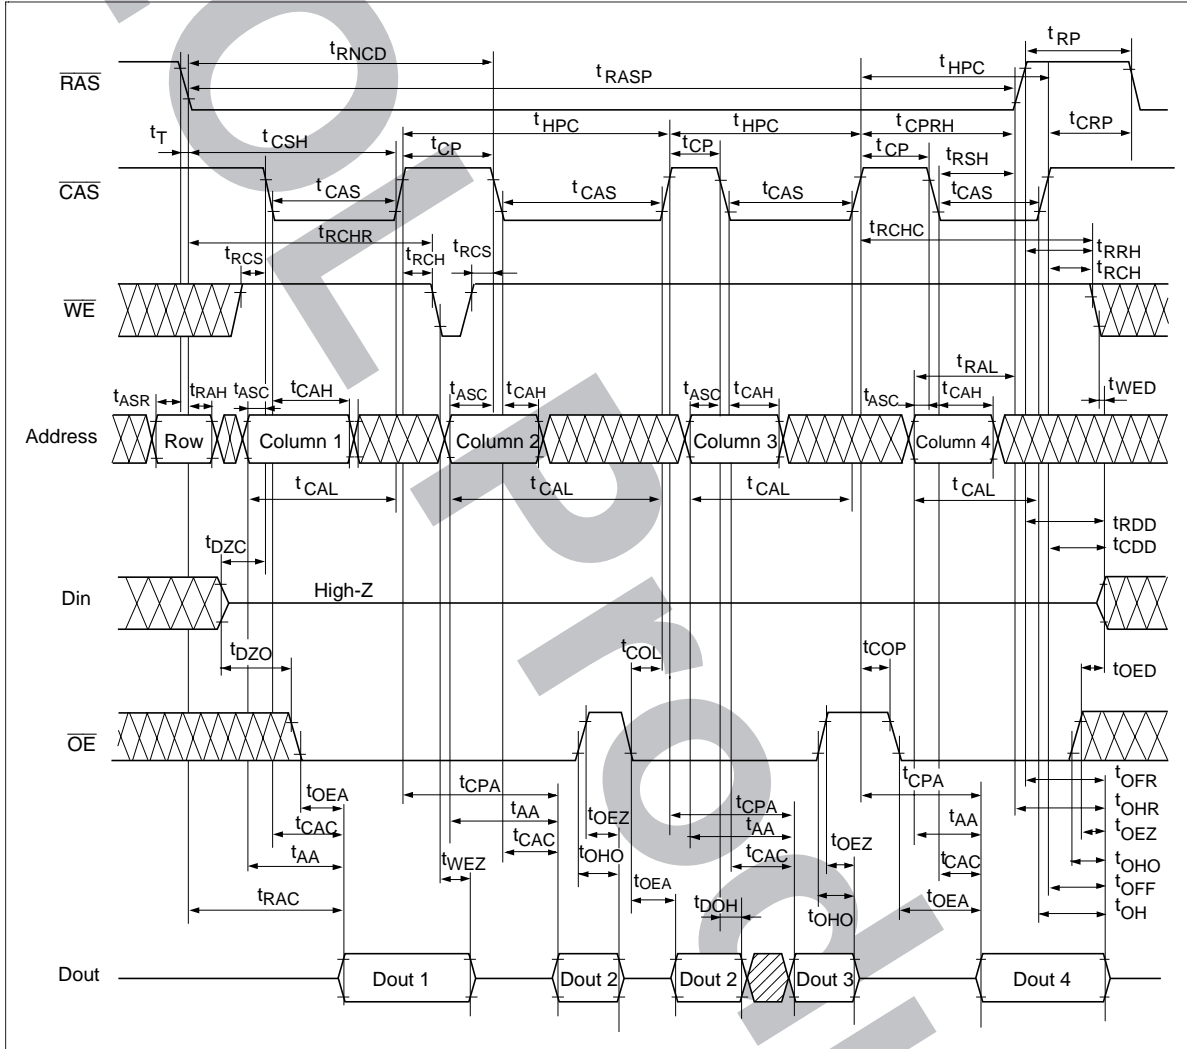 tRP
tRNCD
tHPC
RAS
tRASP
tT
tCSH
tHPC
tHPC
tCPRH
tCRP
tCP
tCP
tCP
tRSH
CAS
tCAS
tCAS
tCAS
tCAS
tRCHR
tRCHC
tRCS
tRCH
tRCS
tRRH
tRCH
WE
tRAL
tASR
tRAH
tASC
tCAH
tASC
tCAH
tASC
tCAH
tASC
tCAH
tWED
Address
Row
Column 1
Column 2
Column 3
Column 4
tCAL
tCAL
tCAL
tCAL
tRDD
tDZC
tCDD
Din
High-Z
tDZO
tCOL
tCOP
tOED
OE
tOEA
tCPA
tCPA
tCPA
tOFR
tCAC
tAA
tOEZ
tAA
tOEZ
tAA
tOHR
tAA
tCAC
tWEZ
tOHO
tCAC
tCAC
tOEZ
tRAC
tOEA
tDOH
tOHO
tOEA
tOHO
tOFF
tOH
Dout
Dout 1
Dout 2
Dout 2
Dout 3
Dout 4
EOL Prod